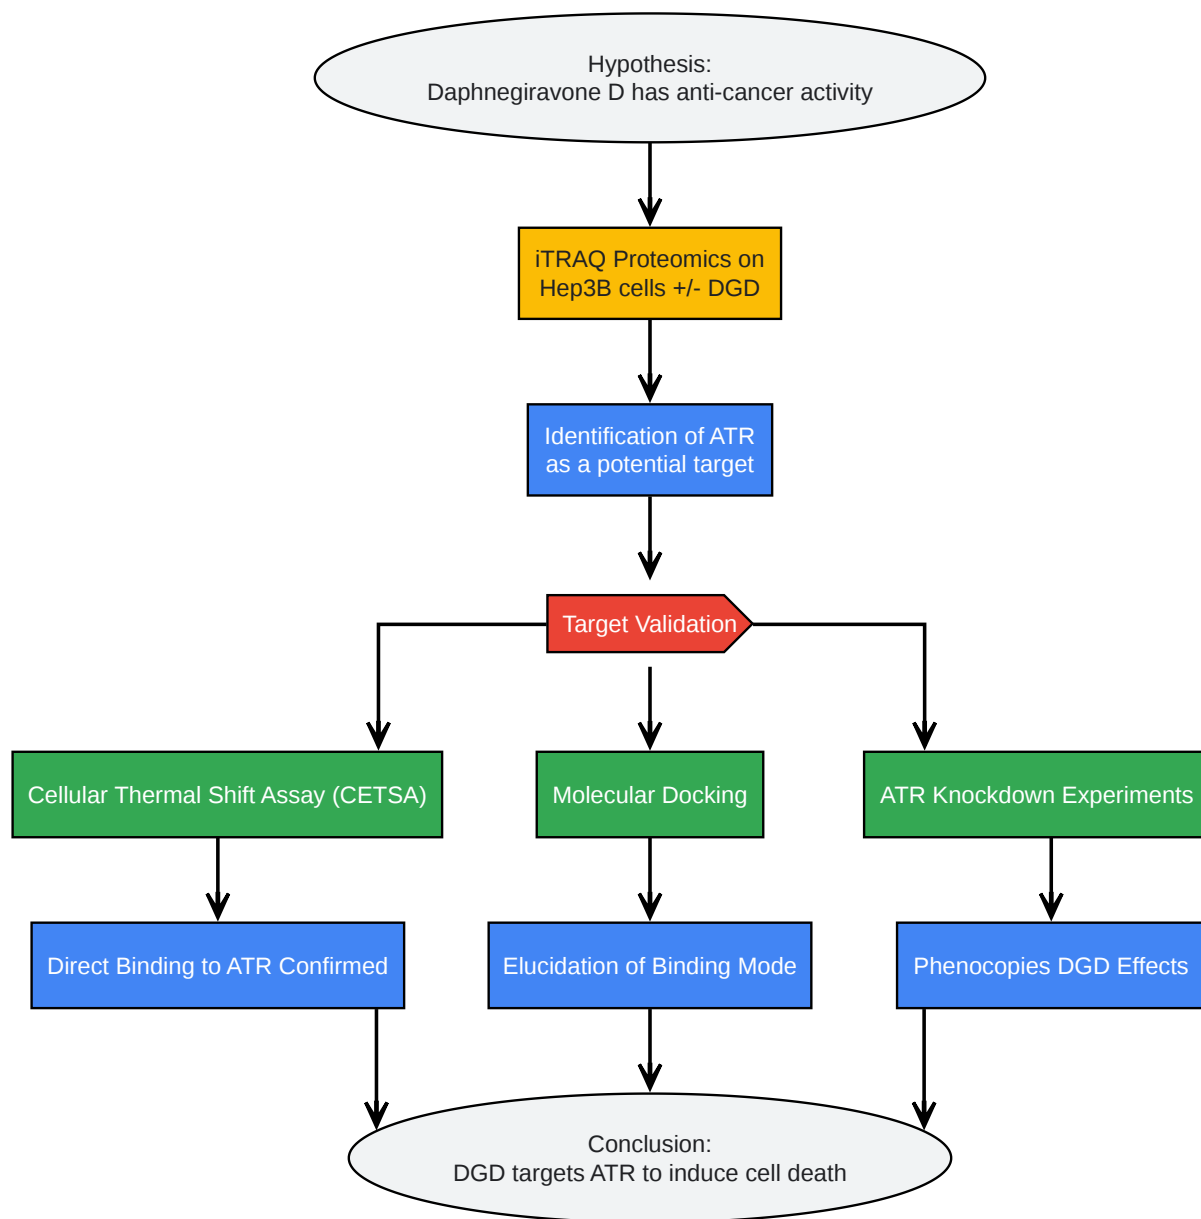 Hypothesis:
Daphnegiravone D has anti-cancer activity
iTRAQ Proteomics on
Hep3B cells +/- DGD
Identification of ATR
as a potential target
Target Validation
Cellular Thermal Shift Assay (CETSA)
Molecular Docking
ATR Knockdown Experiments
Direct Binding to ATR Confirmed
Elucidation of Binding Mode
Phenocopies DGD Effects
Conclusion:
DGD targets ATR to induce cell death